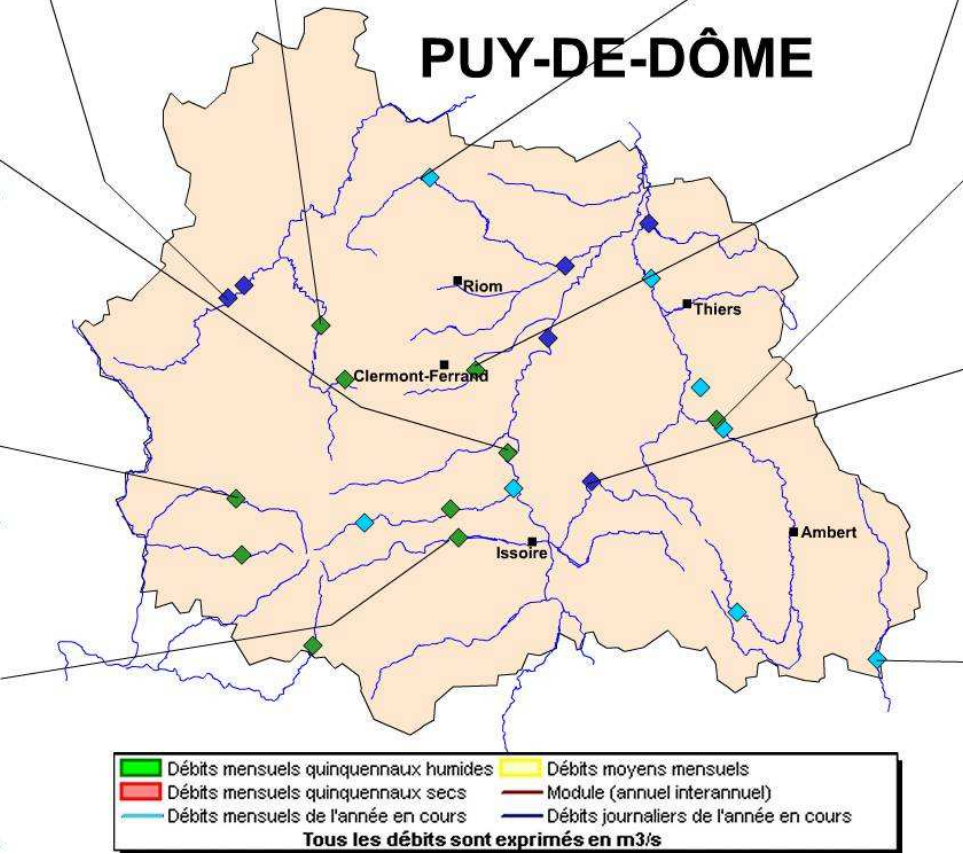 PUY-DE-DÔME
Riom
Thiers
Clermont-Ferrand
Ambert
Issoire
Débits mensuels quinquennaux humides
Débits moyens mensuels
Débits mensuels quinquennaux secs
Module (annuel interannuel)
Débits mensuels de l'année en cours
Débits journaliers de l'année en cours
Tous les débits sont exprimés en m3/s